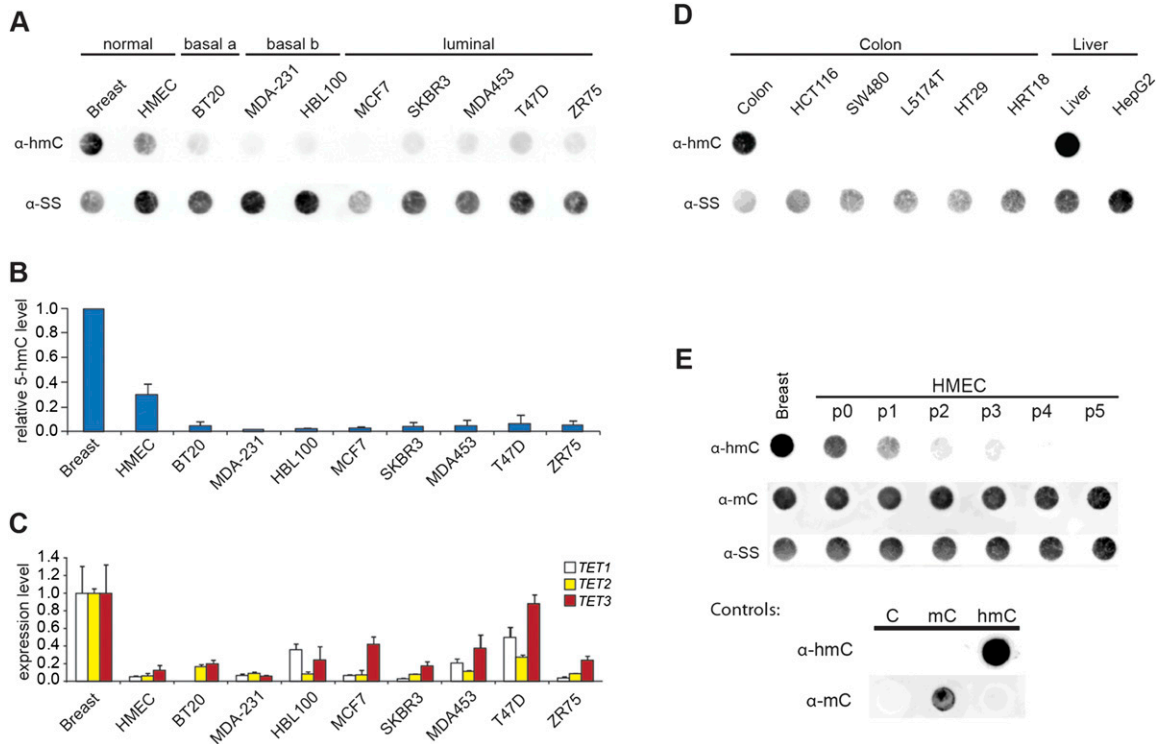 A
normal basal a basal b luminal
Breast HMEC BT20 MDA-231 HBL100 MCF7 SKBR3 MDA453 T47D ZR75
α-hmC
α-SS
B
relative 5-hmC level
1.0
0.8
0.6
0.4
0.2
0.0
Breast HMEC BT20 MDA-231 HBL100 MCF7 SKBR3 MDA453 T47D ZR75
C
expression level
1.4
1.2
1.0
0.8
0.6
0.4
0.2
0.0
TET1
TET2
TET3
Breast HMEC BT20 MDA-231 HBL100 MCF7 SKBR3 MDA453 T47D ZR75
D
Colon Liver
Colon HCT116 SW480 L5174T HT29 HRT18 Liver HepG2
α-hmC
α-SS
E
Breast
HMEC
p0 p1 p2 p3 p4 p5
α-hmC
α-mC
α-SS
Controls:
C mC hmC
α-hmC
α-mC